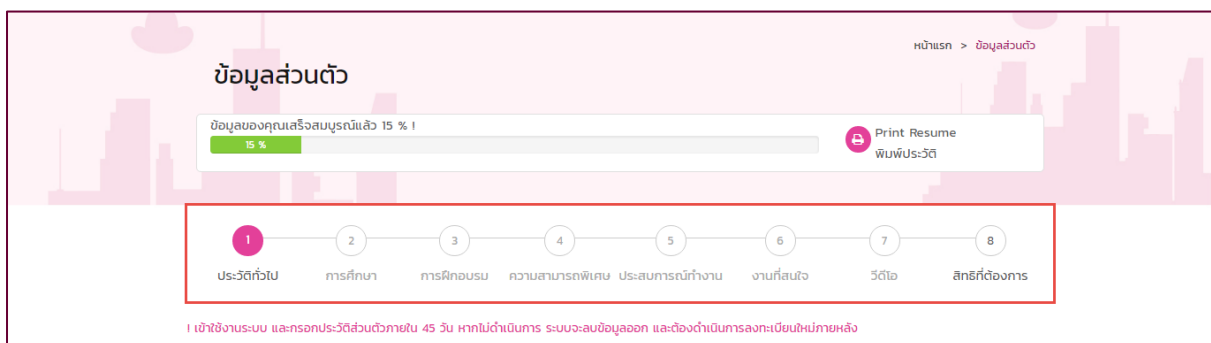 หน้าแรก > ข้อมูลส่วนตัว
ข้อมูลส่วนตัว
ข้อมูลของคุณเสร็จสมบูรณ์แล้ว 15 % !
15 %
Print Resume
พิมพ์ประวัติ
1 2 3 4 5 6 7 8
ประวัติทั่วไป การศึกษา การฝึกอบรม ความสามารถพิเศษ ประสบการณ์ทำงาน งานที่สนใจ วีดีโอ สิทธิที่ต้องการ
! เข้าใช้งานระบบ และกรอกประวัติส่วนตัวภายใน 45 วัน หากไม่ดำเนินการ ระบบจะลบข้อมูลออก และต้องดำเนินการลงทะเบียนใหม่ภายหลัง